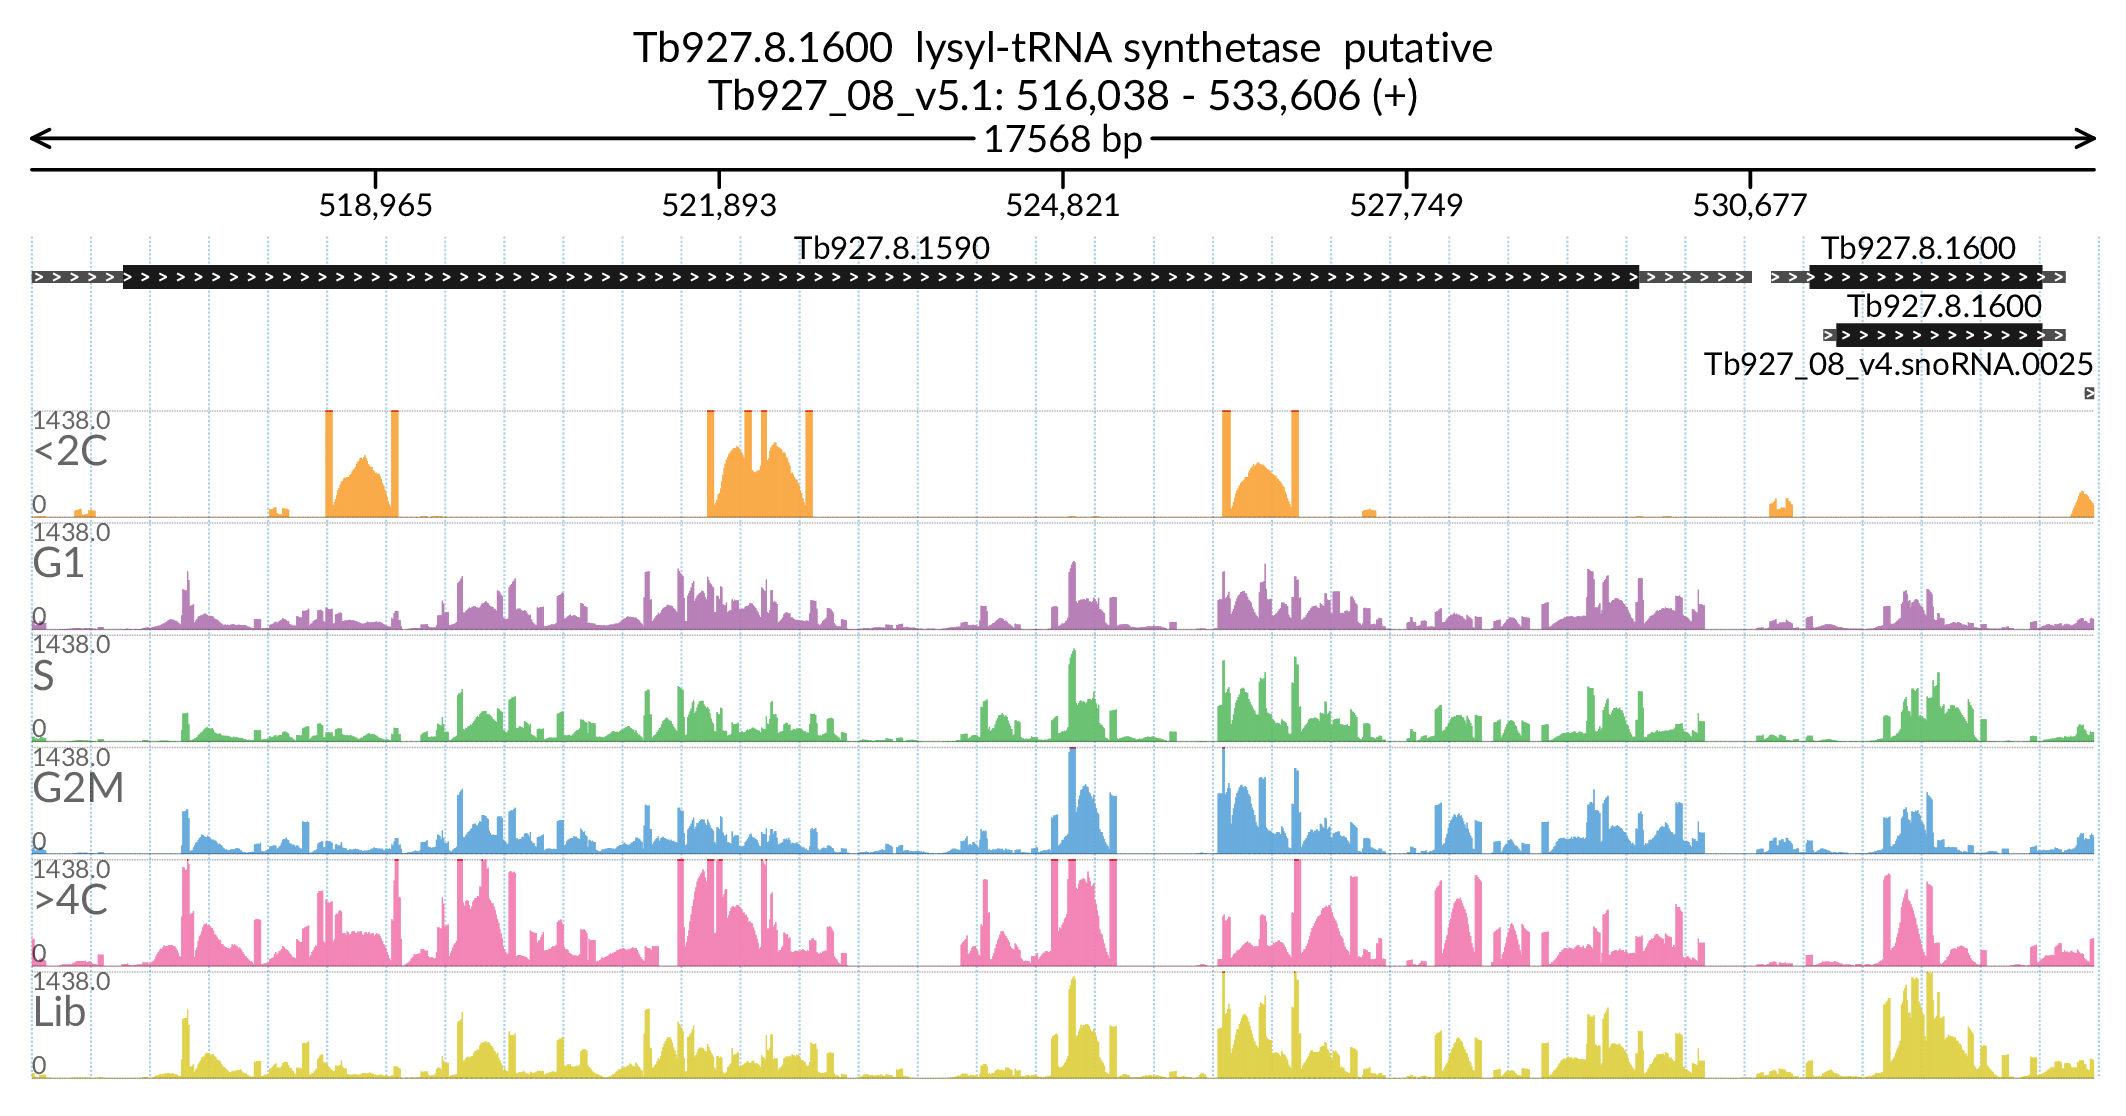 Tb927.8.1600 lysyl-tRNA synthetase putative
Tb927_08_v5.1: 516,038 - 533,606 (+)
17568 bp
518,965 521,893 524,821 527,749 530,677
Tb927.8.1590 Tb927.8.1600
Tb927.8.1600
Tb927_08_v4.snoRNA.0025
1438.0
<2C
0
1438.0
G1
0
1438.0
S
0
1438.0
G2M
0
1438.0
>4C
0
1438.0
Lib
0